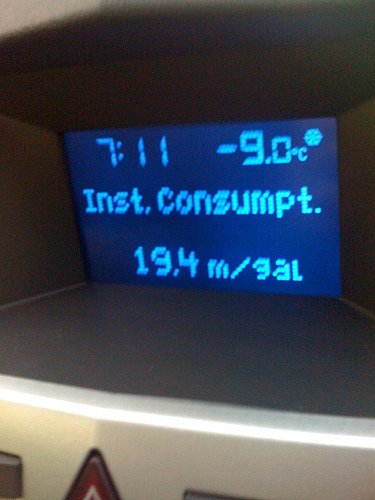 7:11 -9.0°C
Inst. Consumpt.
19.4 m/gal